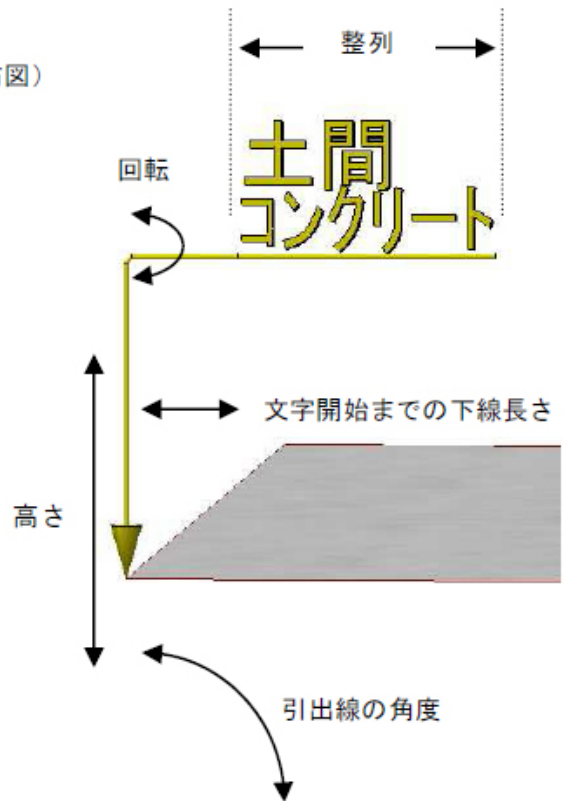 整列
図）
土間
コンクリート
回転
文字開始までの下線長さ
高さ
引出線の角度